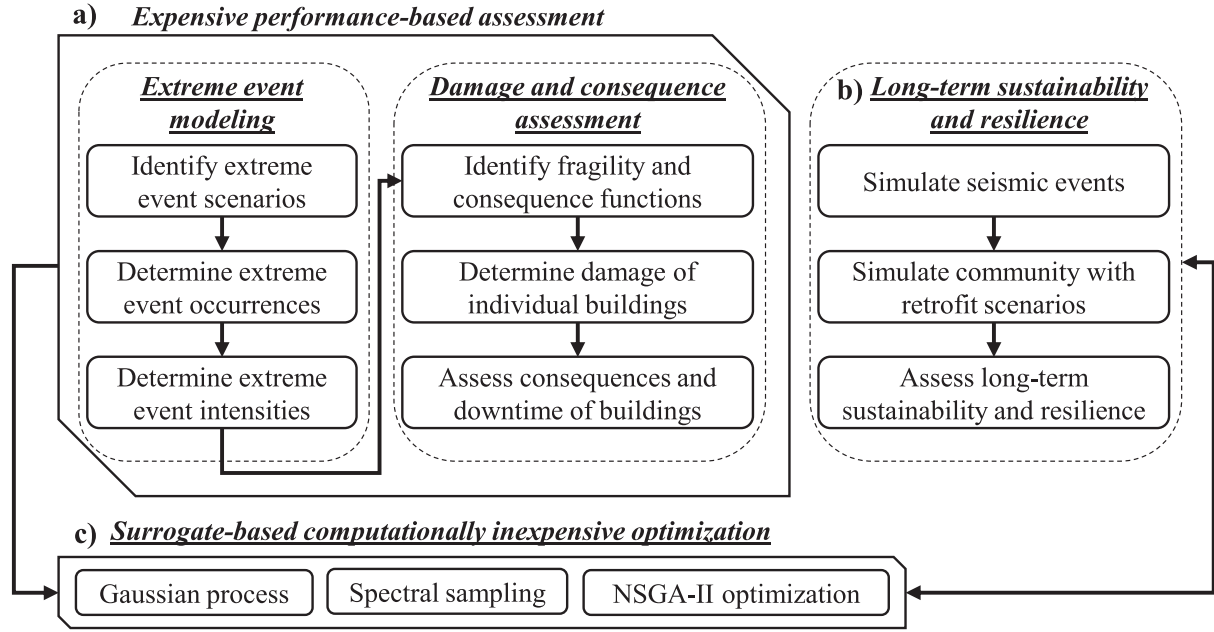 a) Expensive performance-based assessment
Extreme event
modeling
Identify extreme
event scenarios
Determine extreme
event occurrences
Determine extreme
event intensities
Damage and consequence
assessment
Identify fragility and
consequence functions
Determine damage of
individual buildings
Assess consequences and
downtime of buildings
b) Long-term sustainability
and resilience
Simulate seismic events
Simulate community with
retrofit scenarios
Assess long-term
sustainability and resilience
c) Surrogate-based computationally inexpensive optimization
Gaussian process
Spectral sampling
NSGA-II optimization